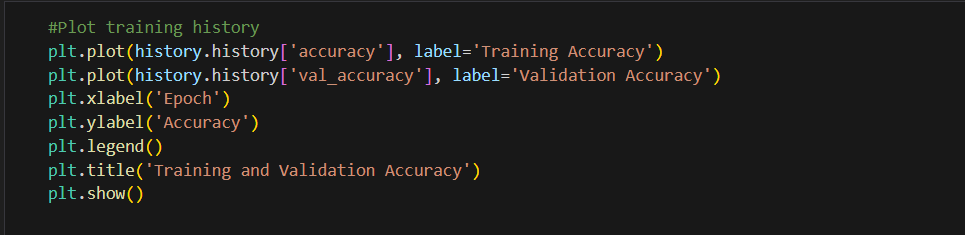 #Plot training history
plt.plot(history.history['accuracy'], label='Training Accuracy')
plt.plot(history.history['val_accuracy'], label='Validation Accuracy')
plt.xlabel('Epoch')
plt.ylabel('Accuracy')
plt.legend()
plt.title('Training and Validation Accuracy')
plt.show()